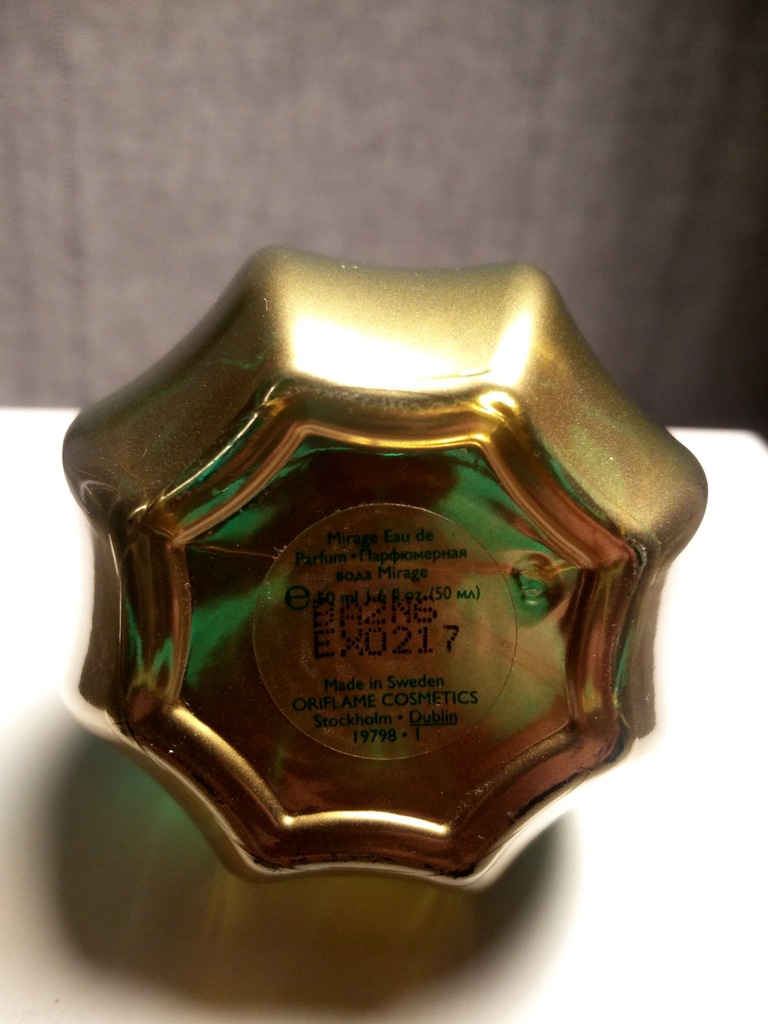 Mirage Eau de
Parfum • Парфюмерная
вода Mirage
℮ 50 ml 1.6 fl.oz. (50 мл)
EX0217
Made in Sweden
ORIFLAME COSMETICS
Stockholm • Dublin
19798 • 1